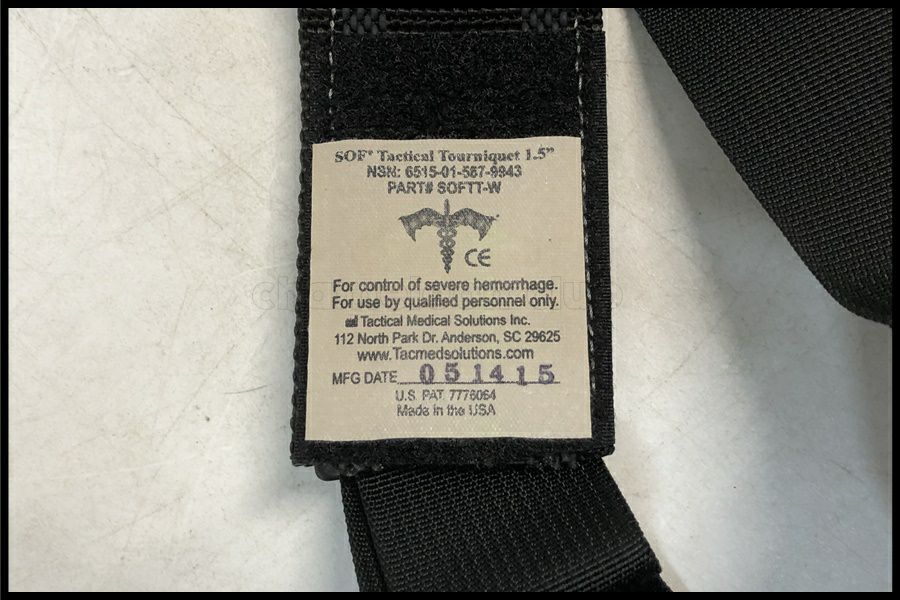 SOF® Tactical Tourniquet 1.5”
NSN: 6515-01-587-9943
PART# SOFTT-W
CE
For control of severe hemorrhage.
For use by qualified personnel only.
Tactical Medical Solutions Inc.
112 North Park Dr. Anderson, SC 29625
www.Tacmedsolutions.com
MFG DATE 051415
U.S. PAT 7776064
Made in the USA